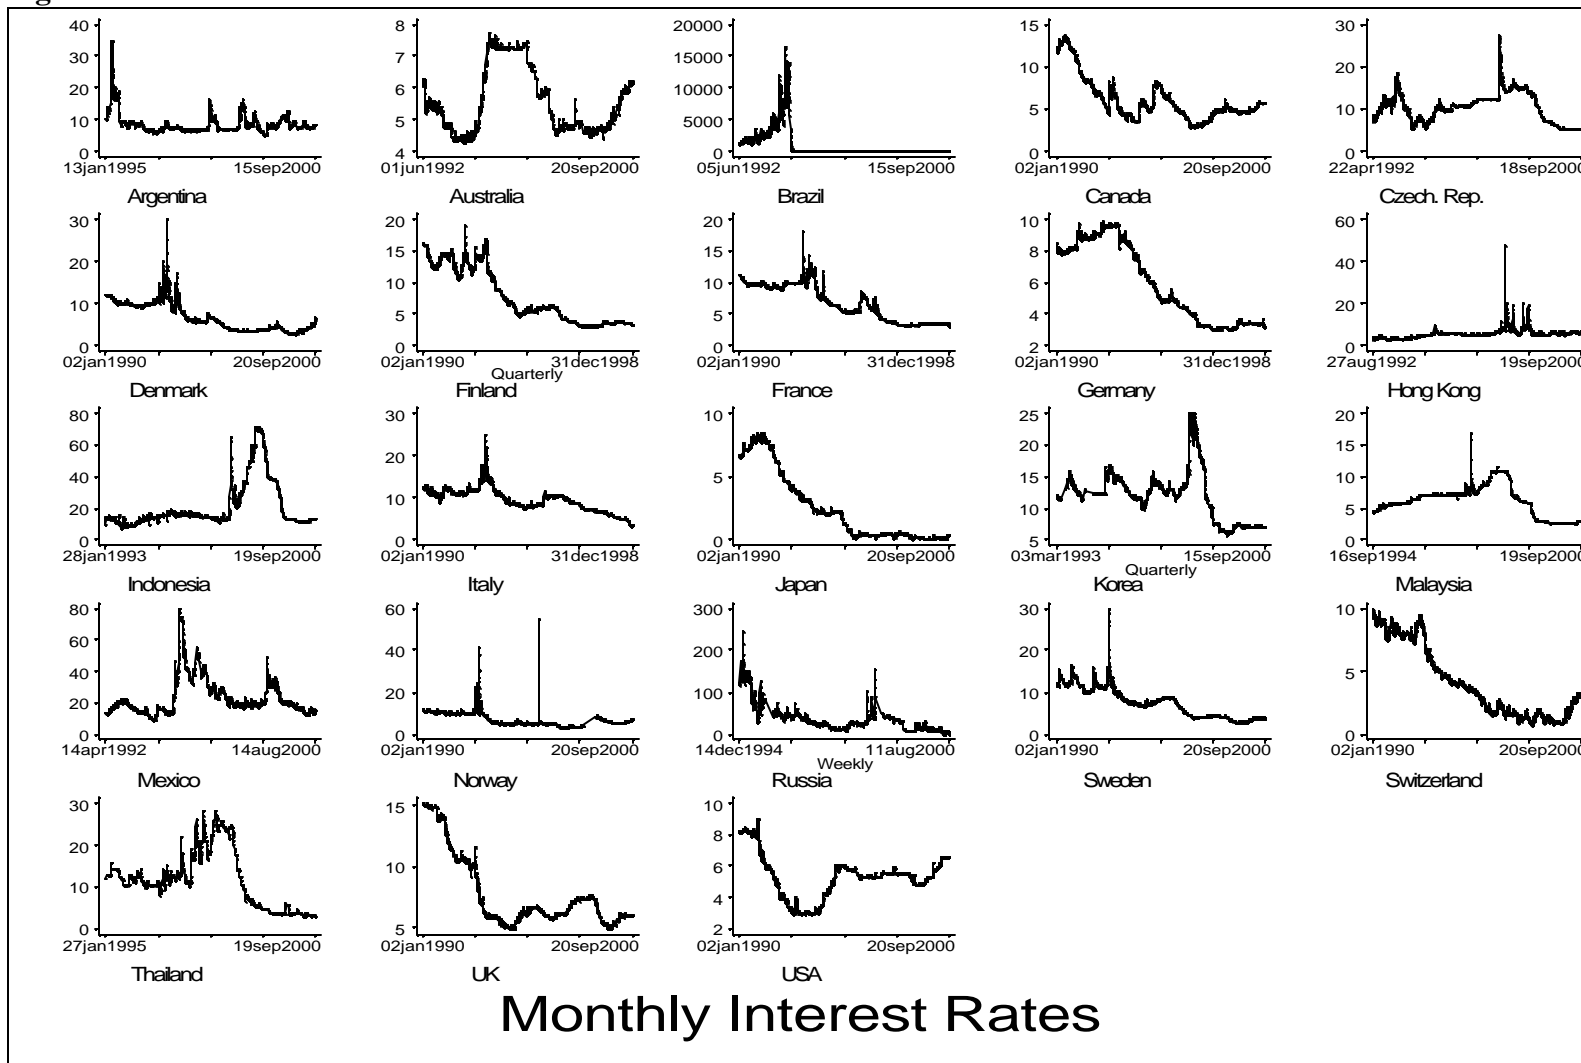 40
30
20
10
0
13jan1995 15sep2000
Argentina
8
7
6
5
4
01jun1992 20sep2000
Australia
20000
15000
10000
5000
0
05jun1992 15sep2000
Brazil
15
10
5
0
02jan1990 20sep2000
Canada
30
20
10
0
22apr1992 18sep2000
Czech. Rep.
30
20
10
0
02jan1990 20sep2000
Denmark
20
15
10
5
0
02jan1990 31dec1998
Quarterly
Finland
20
15
10
5
0
02jan1990 31dec1998
France
10
8
6
4
2
02jan1990 31dec1998
Germany
60
40
20
0
27aug1992 19sep2000
Hong Kong
80
60
40
20
0
28jan1993 19sep2000
Indonesia
30
20
10
0
02jan1990 31dec1998
Italy
10
5
0
02jan1990 20sep2000
Japan
25
20
15
10
5
03mar1993 15sep2000
Quarterly
Korea
20
15
10
5
0
16sep1994 19sep2000
Malaysia
80
60
40
20
0
14apr1992 14aug2000
Mexico
60
40
20
0
02jan1990 20sep2000
Norway
300
200
100
0
14dec1994 11aug2000
Weekly
Russia
30
20
10
0
02jan1990 20sep2000
Sweden
10
5
0
02jan1990 20sep2000
Switzerland
30
20
10
0
27jan1995 19sep2000
Thailand
15
10
5
02jan1990 20sep2000
UK
10
8
6
4
2
02jan1990 20sep2000
USA
Monthly Interest Rates